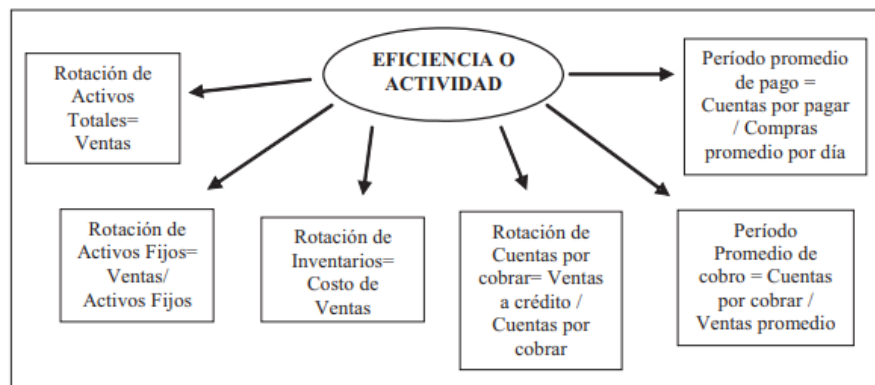 EFICIENCIA O
ACTIVIDAD
Rotación de
Activos
Totales=
Ventas
Período promedio
de pago =
Cuentas por pagar
/ Compras
promedio por día
Rotación de
Activos Fijos=
Ventas/
Activos Fijos
Rotación de
Inventarios=
Costo de
Ventas
Rotación de
Cuentas por
cobrar= Ventas
a crédito /
Cuentas por
cobrar
Período
Promedio de
cobro = Cuentas
por cobrar /
Ventas promedio